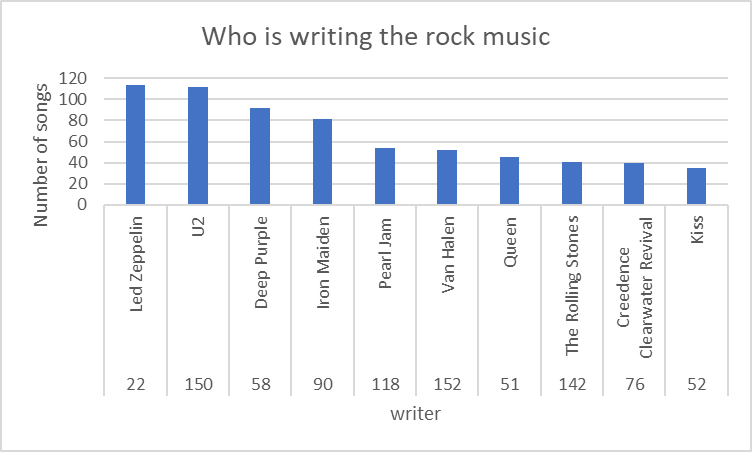 Who is writing the rock music
Number of songs
120
100
80
60
40
20
0
Led Zeppelin
U2
Deep Purple
Iron Maiden
Pearl Jam
Van Halen
Queen
The Rolling Stones
Creedence
Clearwater Revival
Kiss
22 150 58 90 118 152 51 142 76 52
writer